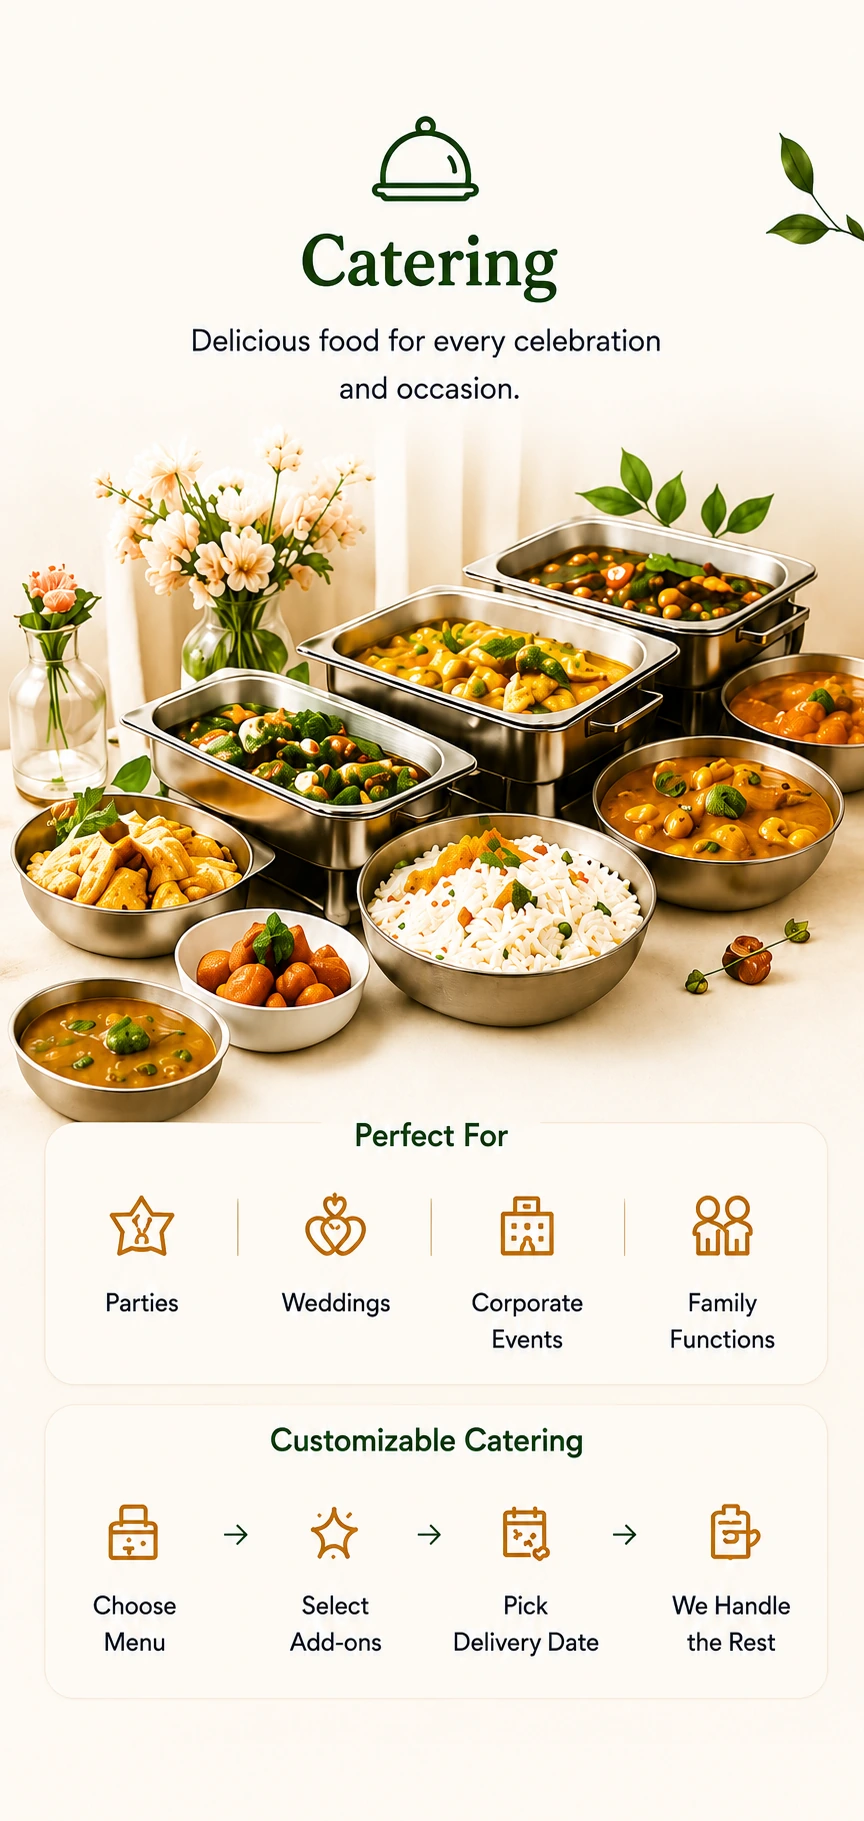 Catering
Delicious food for every celebration
and occasion.
Perfect For
Parties
Weddings
Corporate
Events
Family
Functions
Customizable Catering
Choose
Menu
Select
Add-ons
Pick
Delivery Date
We Handle
the Rest